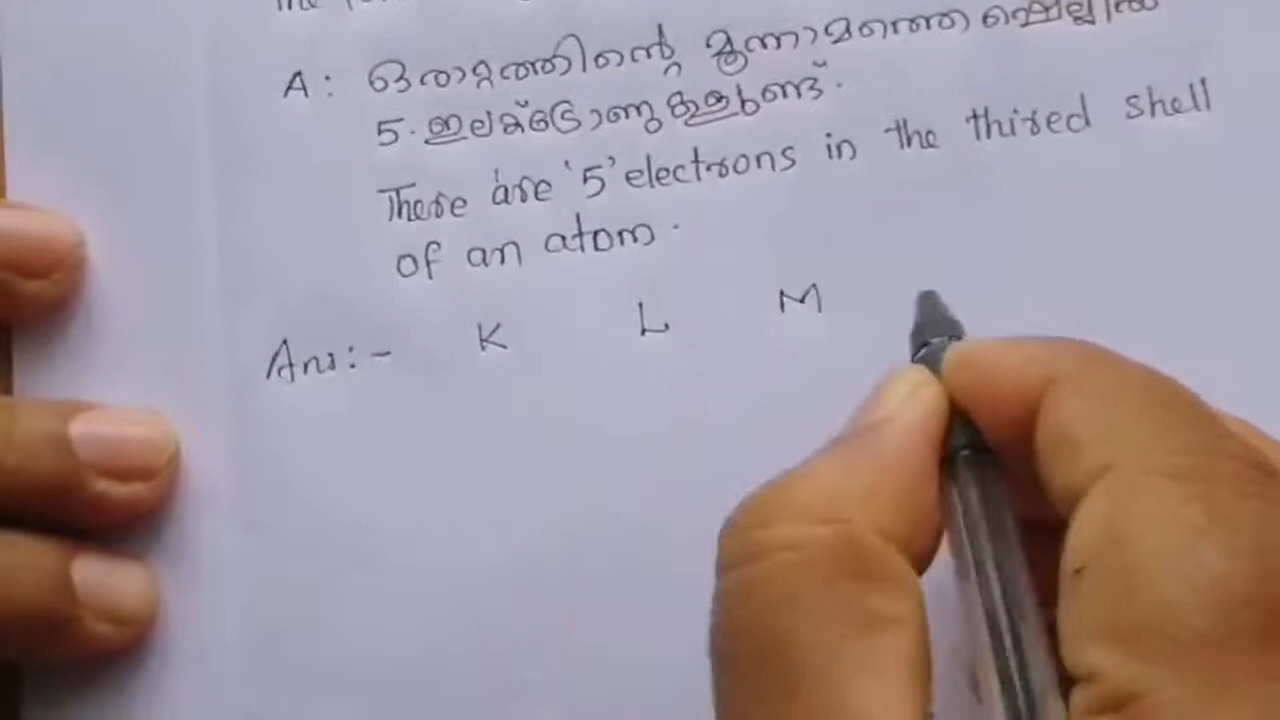 A: ഒരാറ്റത്തിന്റെ മൂന്നാമത്തെ ഷെല്ലിൽ
5. ഇലക്ട്രോണുകളുണ്ട്.
There are '5' electrons in the thired shell
of an atom.
Ans:- K L M